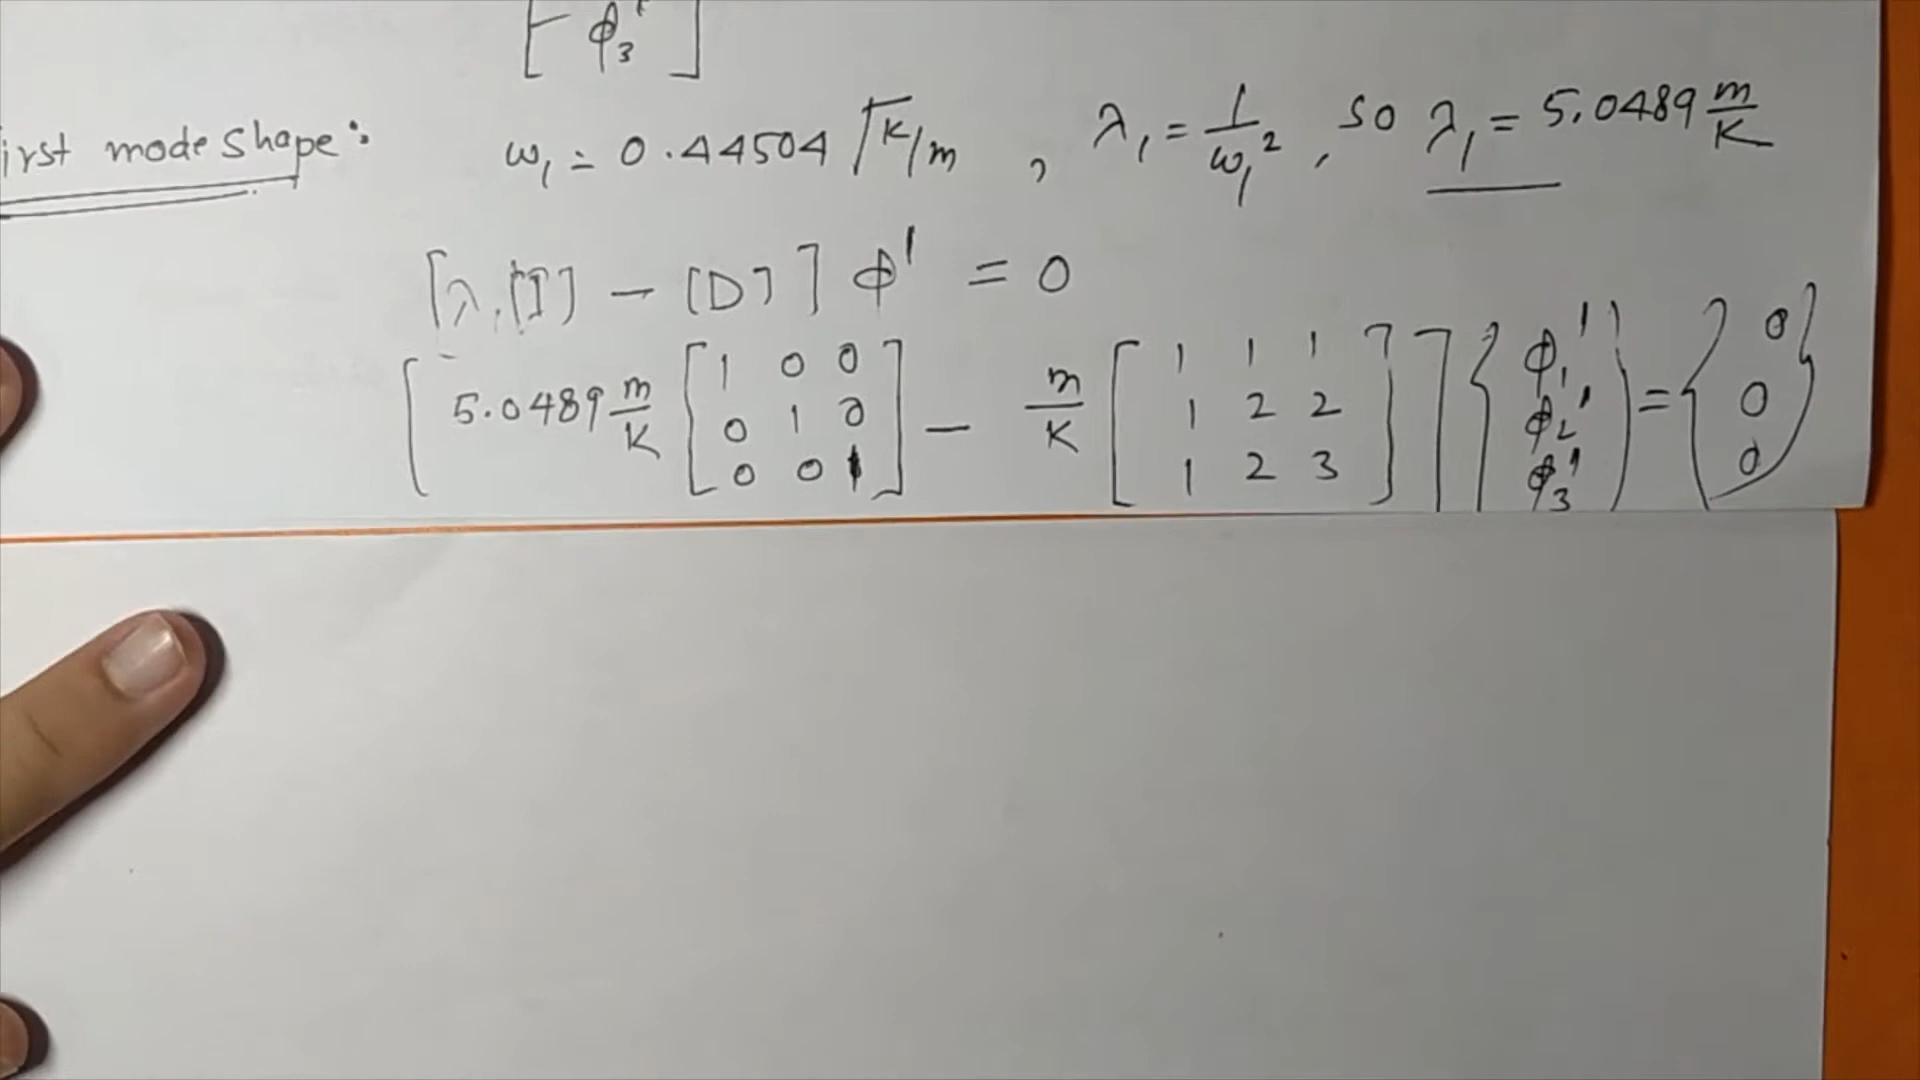 [ ϕ₃¹ ]
irst mode shape:
ω₁ = 0.44504 √K/m , λ₁ = 1/ω₁² , so λ₁ = 5.0489 m/K
[λ₁[I] - [D]] ϕ¹ = 0
[ 5.0489 m/K [ 1 0 0 ; 0 1 0 ; 0 0 1 ] - m/K [ 1 1 1 ; 1 2 2 ; 1 2 3 ] ] { ϕ₁¹ ; ϕ₂¹ ; ϕ₃¹ } = { 0 ; 0 ; 0 }